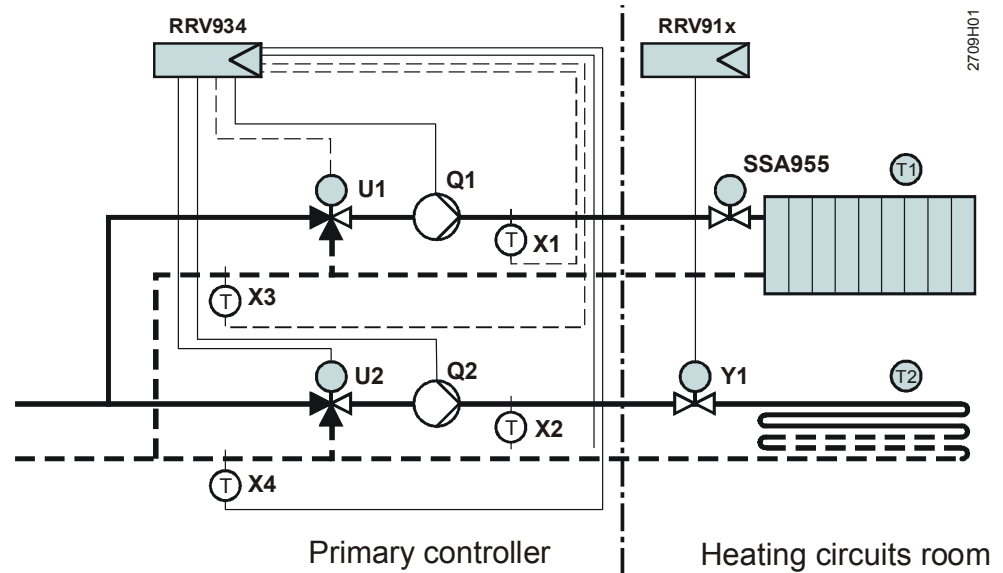 RRV934
RRV91x
2709H01
SSA955
T1
U1
Q1
T X1
T X3
U2
Q2
Y1
T2
T X2
T X4
Primary controller
Heating circuits room